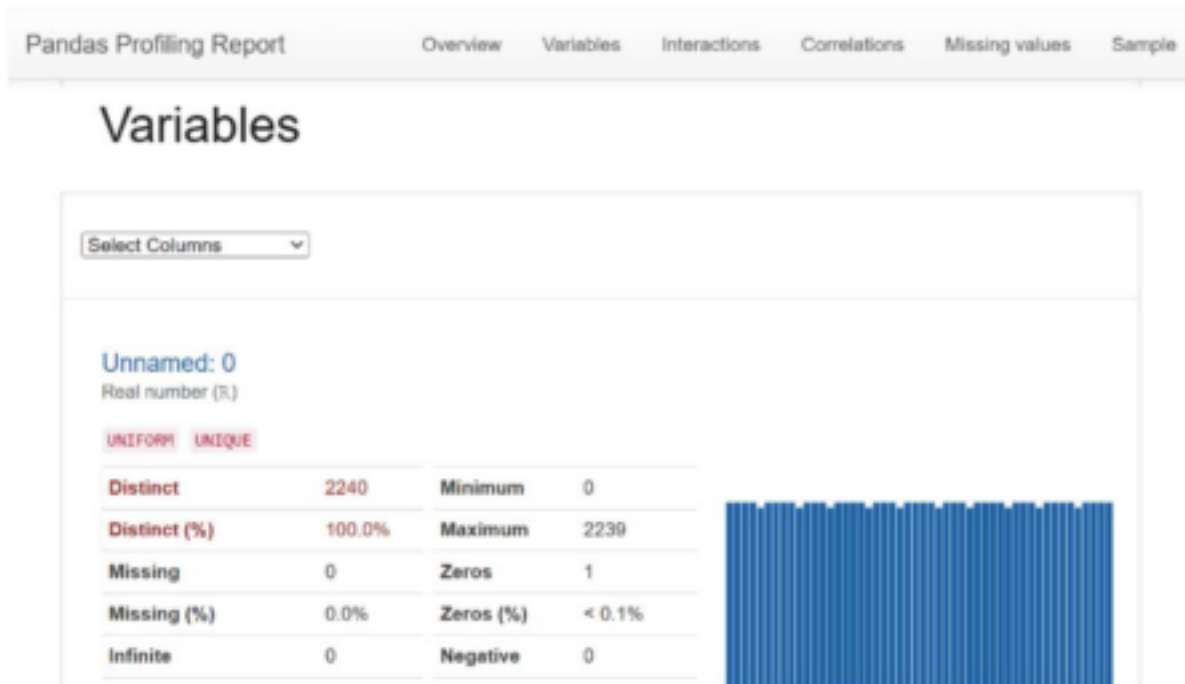 Pandas Profiling Report Overview Variables Interactions Correlations Missing values Sample
Variables
Select Columns
Unnamed: 0
Real number (ℝ)
UNIFORM UNIQUE
Distinct 2240 Minimum 0
Distinct (%) 100.0% Maximum 2239
Missing 0 Zeros 1
Missing (%) 0.0% Zeros (%) < 0.1%
Infinite 0 Negative 0